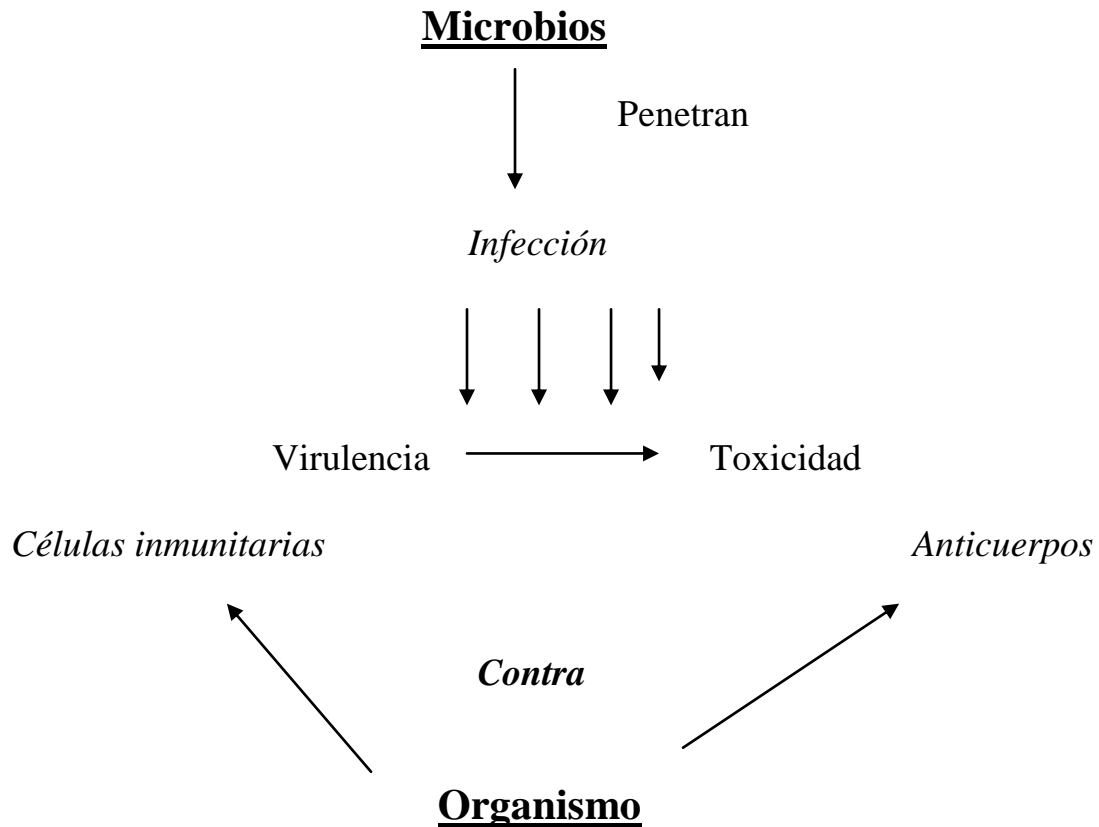 Microbios
Penetran
Infección
Virulencia Toxicidad
Células inmunitarias Anticuerpos
Contra
Organismo